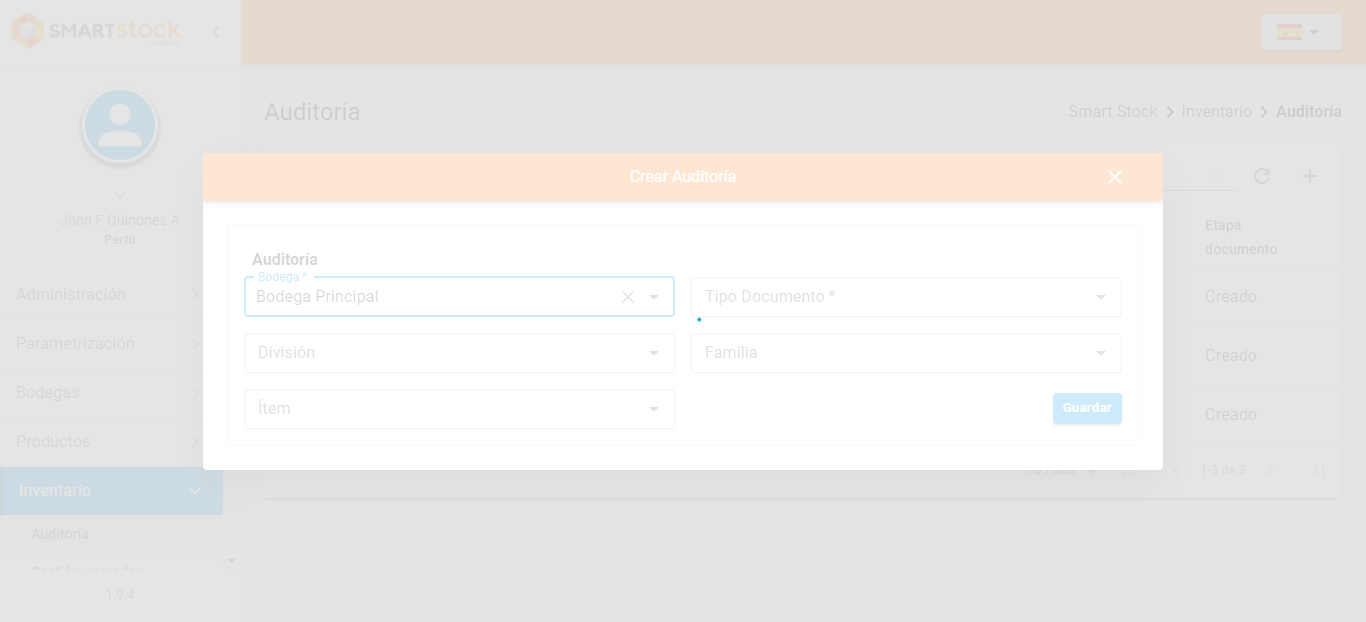 SMARTstock
Auditoría
Smart Stock > Inventario > Auditoría
Jhon F Quinones A
Perfil
Administración
Parametrización
Bodegas
Productos
Inventario
Auditoría
1.9.4
Crear Auditoría
Auditoría
Bodega *
Bodega Principal
Tipo Documento *
División
Familia
Ítem
Guardar
Etapa
documento
Creado
Creado
Creado
1-3 de 3